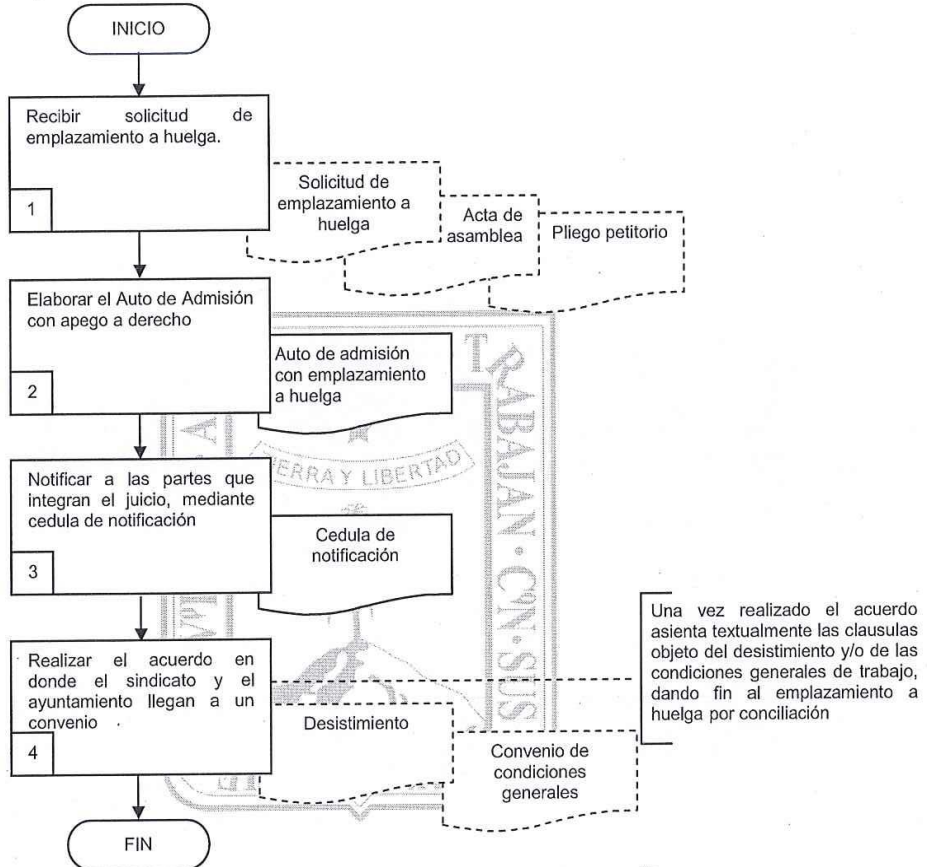 INICIO
Recibir solicitud de
emplazamiento a huelga.
1
Solicitud de
emplazamiento a
huelga
Acta de
asamblea
Pliego petitorio
Elaborar el Auto de Admisión
con apego a derecho
2
Auto de admisión
con emplazamiento
a huelga
Notificar a las partes que
integran el juicio, mediante
cedula de notificación
3
Cedula de
notificación
Realizar el acuerdo en
donde el sindicato y el
ayuntamiento llegan a un
convenio
4
Desistimiento
Convenio de
condiciones
generales
Una vez realizado el acuerdo
asienta textualmente las clausulas
objeto del desistimiento y/o de las
condiciones generales de trabajo,
dando fin al emplazamiento a
huelga por conciliación
FIN
TRABAJAN • CON • SUS
TIERRA Y LIBERTAD